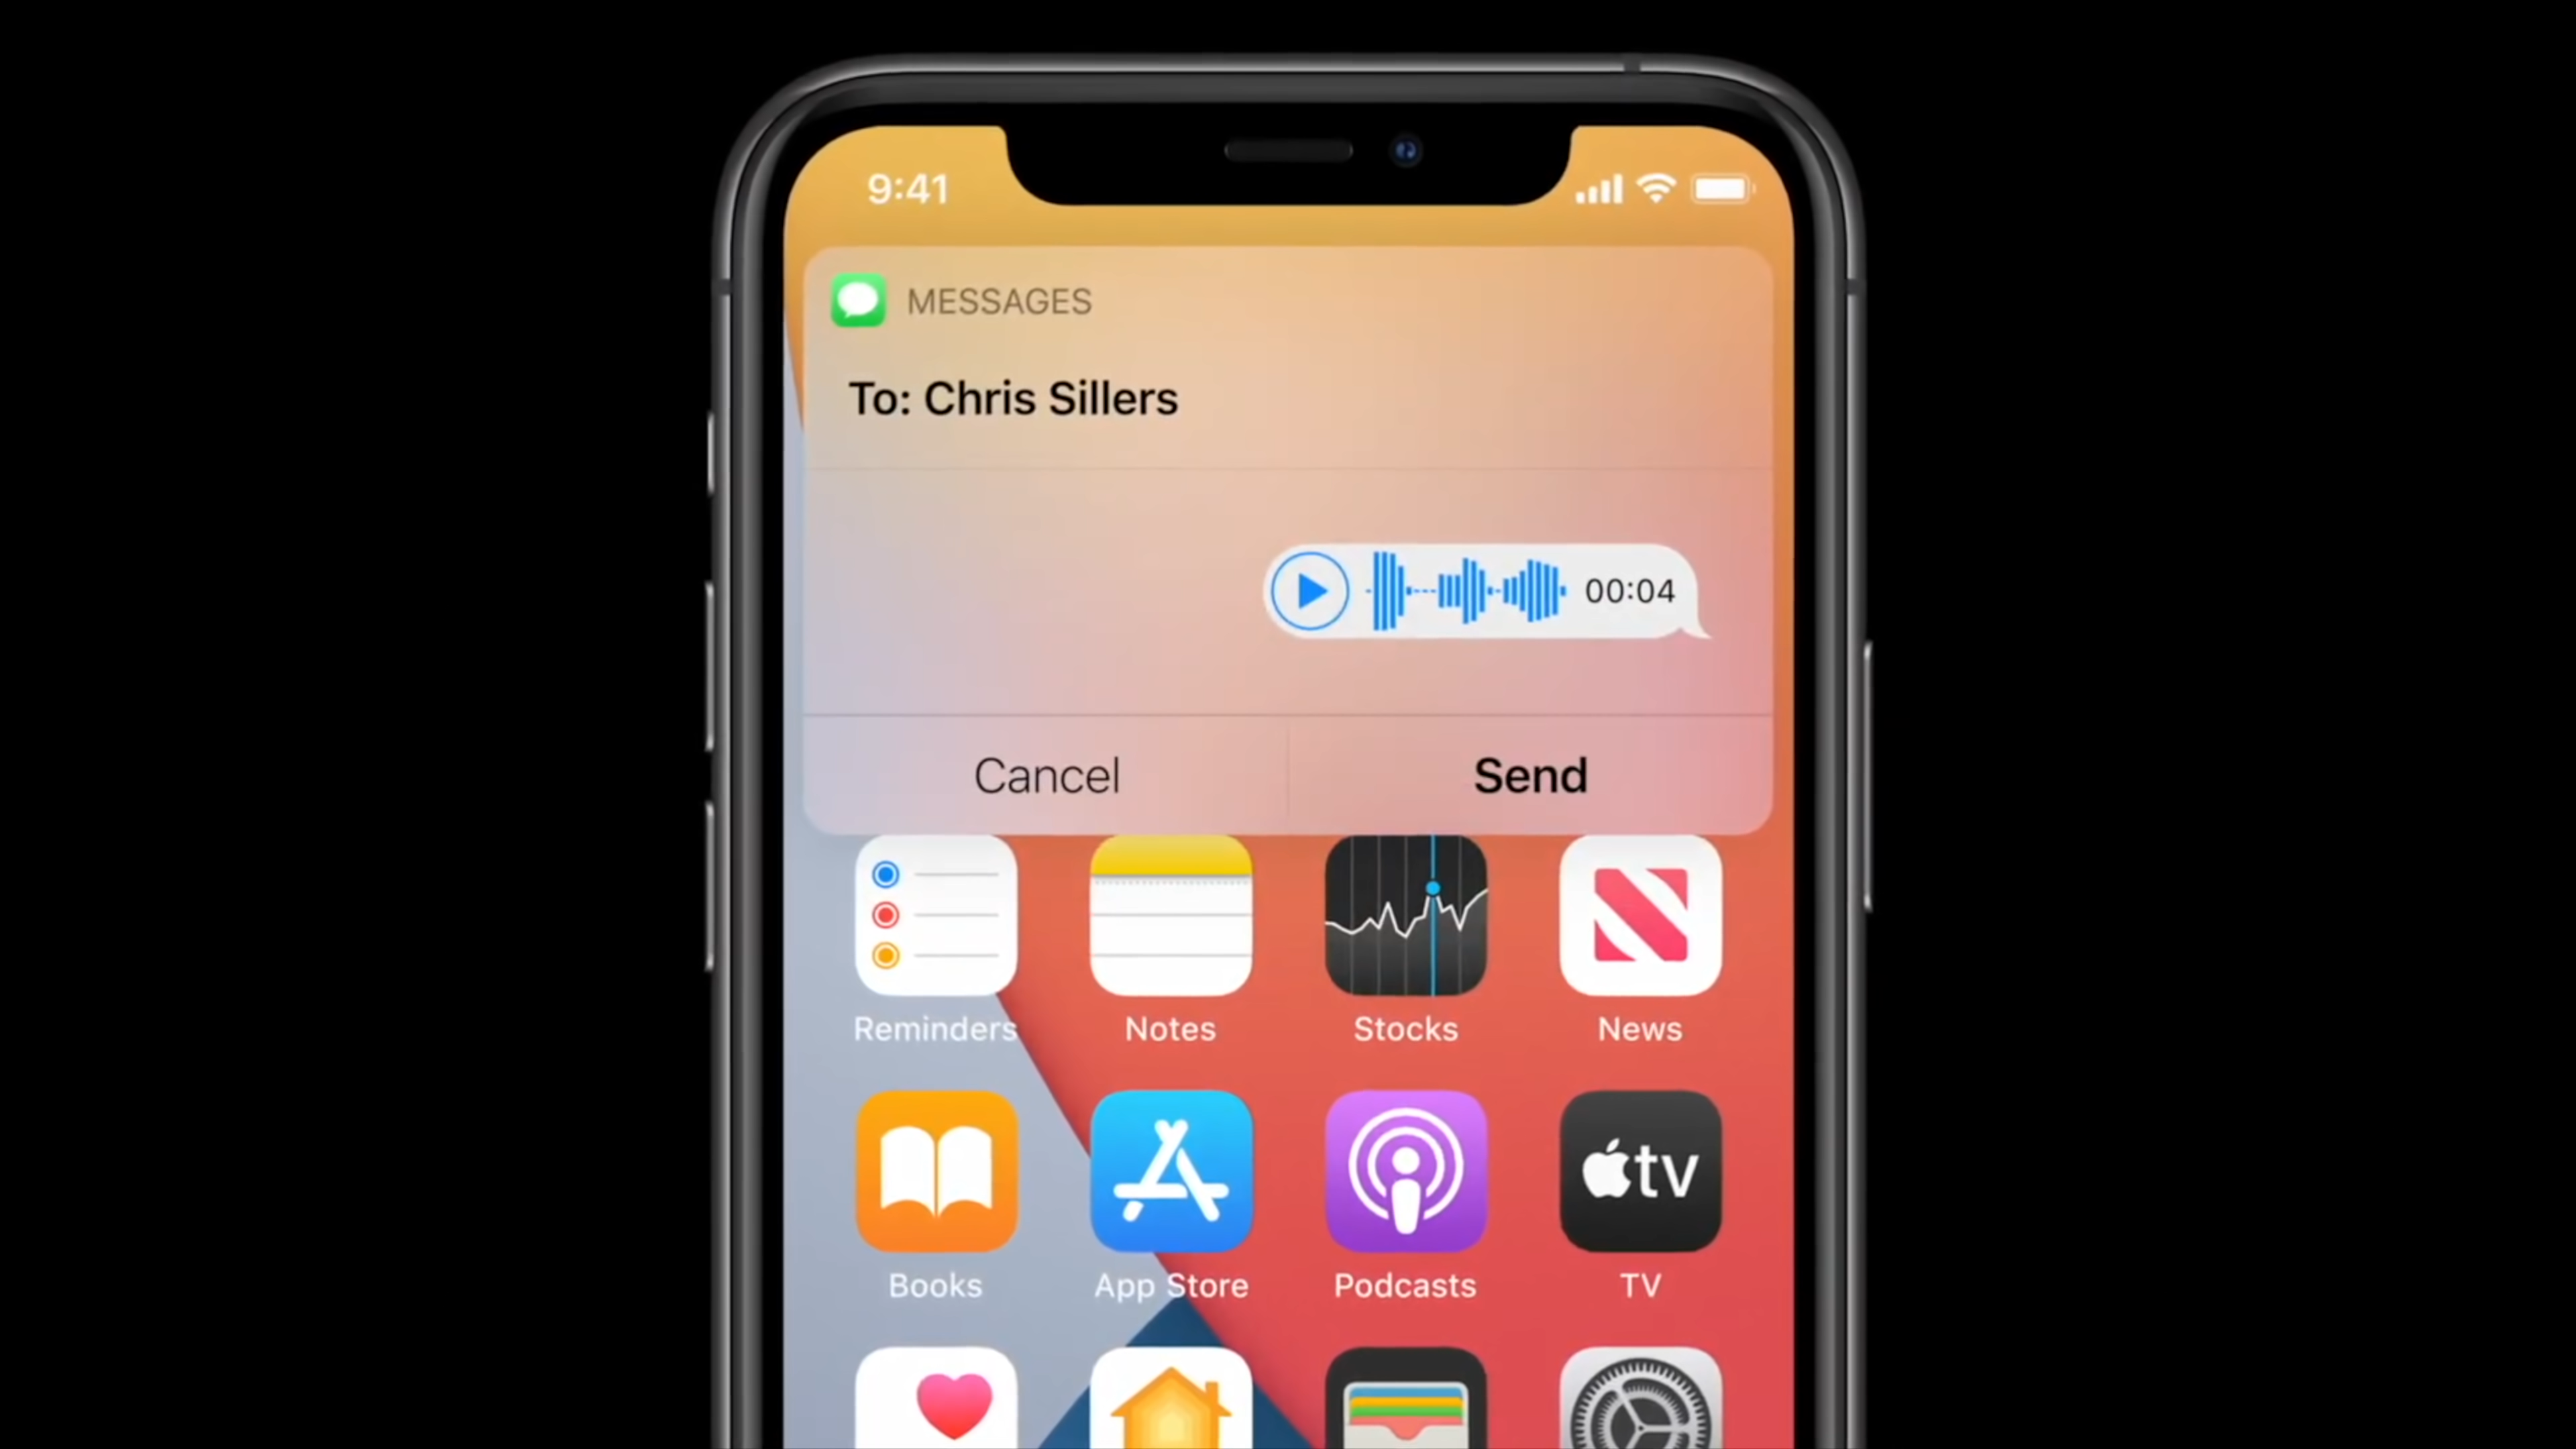 9:41
MESSAGES
To: Chris Sillers
00:04
Cancel Send
Reminders Notes Stocks News
tv
Books App Store Podcasts TV